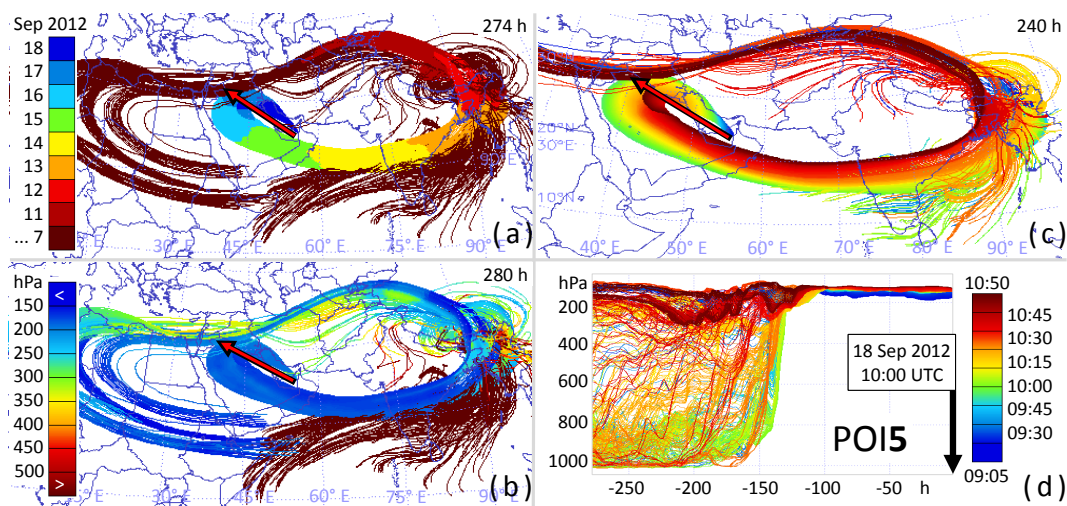 Sep 2012
18
17
16
15
14
13
12
11
... 7
274 h
30° E
45° E
60° E
75° E
90° E
(a)
240 h
20°N
30° E
10°N
40° E
50° E
60° E
70° E
80° E
90° E
(c)
hPa
<
150
200
250
300
350
400
450
500
>
280 h
30° E
45° E
60° E
75° E
90° E
(b)
hPa
200
400
600
800
1000
-250
-200
-150
-100
-50
h
18 Sep 2012
10:00 UTC
POI5
10:50
10:45
10:30
10:15
10:00
09:45
09:30
09:05
(d)